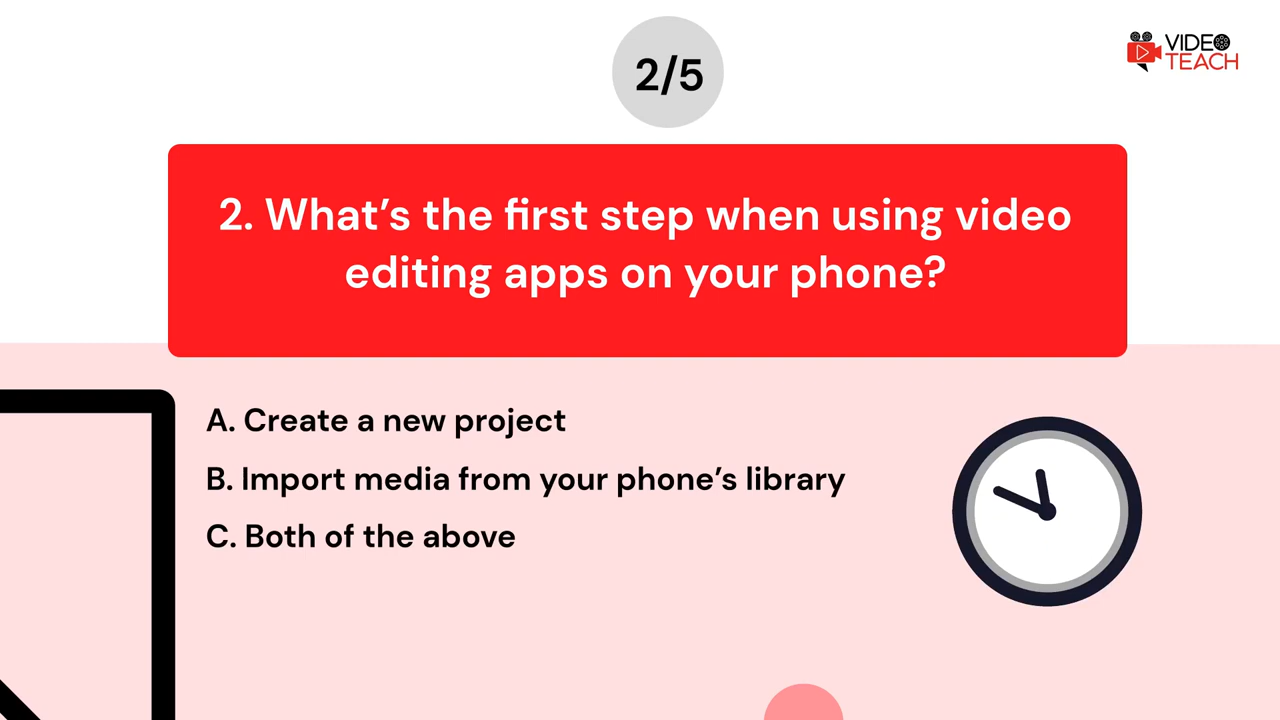 2/5
VIDEO
TEACH
2. What’s the first step when using video
editing apps on your phone?
A. Create a new project
B. Import media from your phone’s library
C. Both of the above